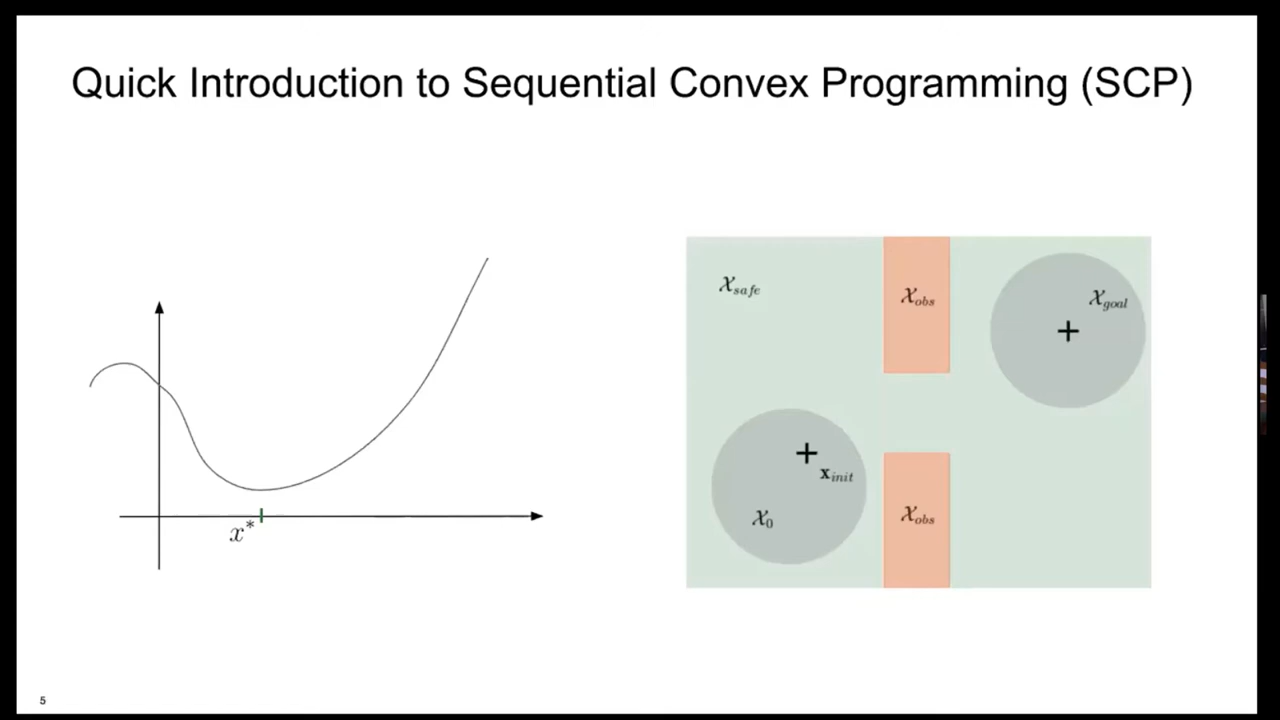 Quick Introduction to Sequential Convex Programming (SCP)
x*
𝒳safe
𝒳obs
𝒳goal
+
+
xinit
𝒳0
𝒳obs
5